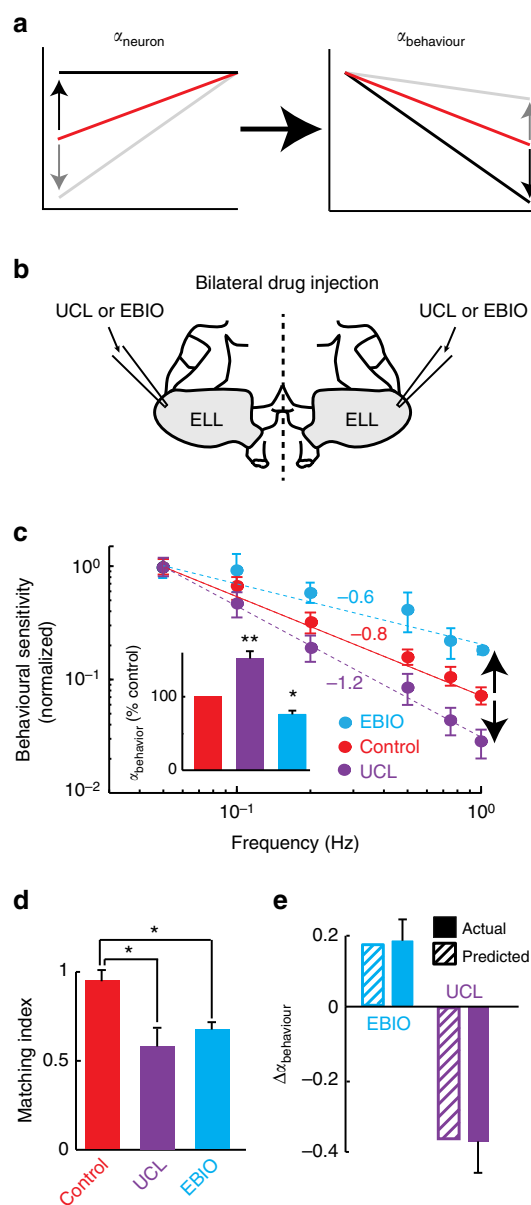 a
αneuron
αbehaviour
b
Bilateral drug injection
UCL or EBIO
UCL or EBIO
ELL
ELL
c
Behavioural sensitivity
(normalized)
10⁰
10⁻¹
10⁻²
−0.6
−0.8
−1.2
**
*
αbehavior (% control)
100
0
EBIO
Control
UCL
10⁻¹
10⁰
Frequency (Hz)
d
*
*
Matching index
1
0.5
0
Control
UCL
EBIO
e
Actual
Predicted
0.2
0
−0.2
−0.4
UCL
EBIO
Δαbehaviour